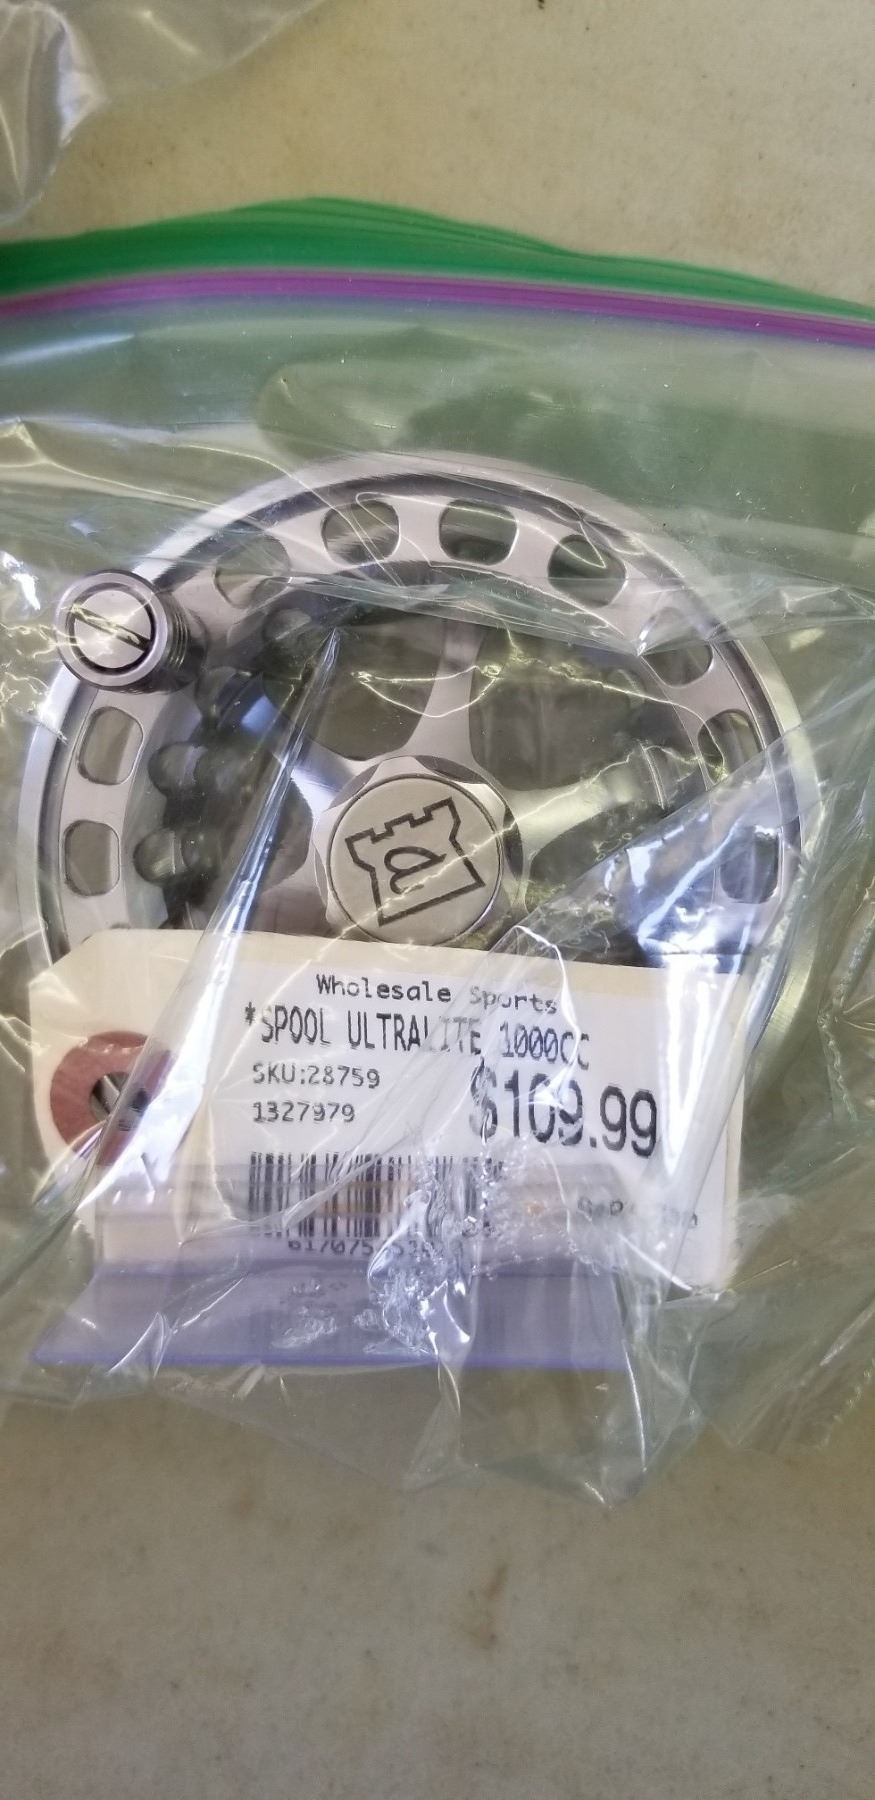 a
Wholesale Sports
*SPOOL ULTRALITE 1000CC
SKU:28759
$109.99
1327979